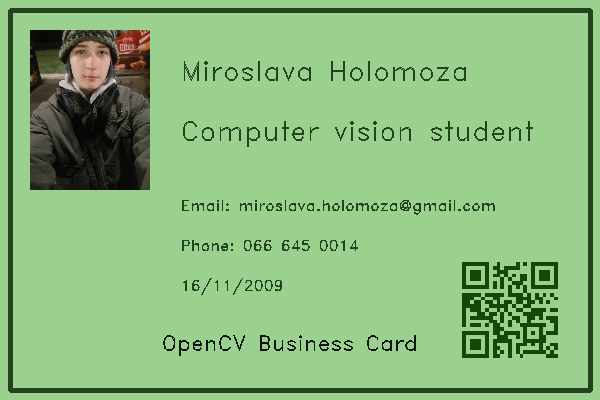 Miroslava Holomoza
Computer vision student
Email: miroslava.holomoza@gmail.com
Phone: 066 645 0014
16/11/2009
OpenCV Business Card